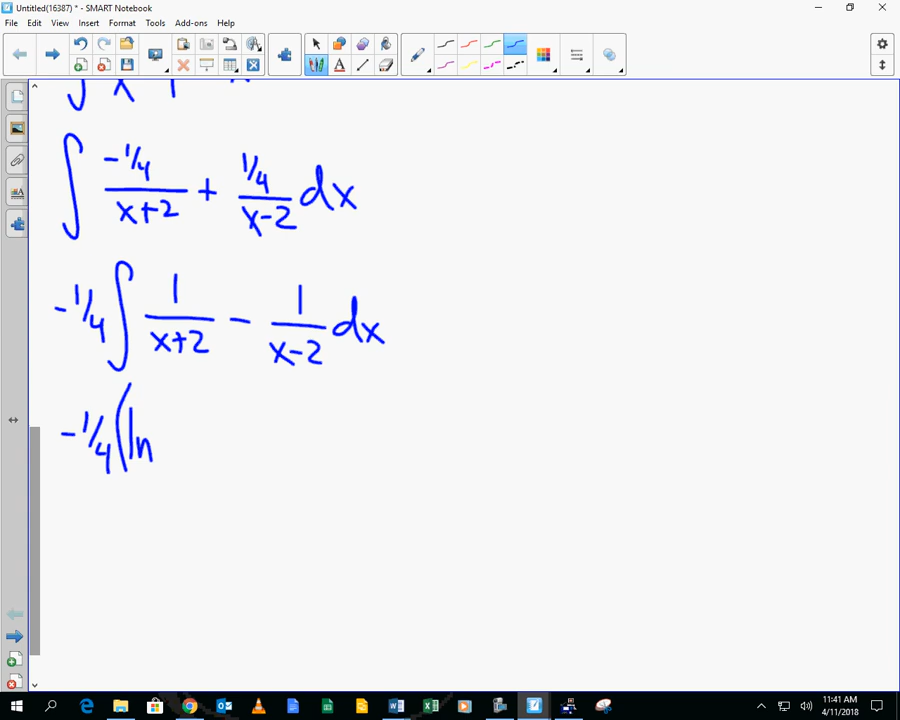 Untitled(16387) * - SMART Notebook
File Edit View Insert Format Tools Add-ons Help
∫ (-1/4)/(x+2) + (1/4)/(x-2) dx
-1/4 ∫ 1/(x+2) - 1/(x-2) dx
-1/4 (ln
11:41 AM
4/11/2018